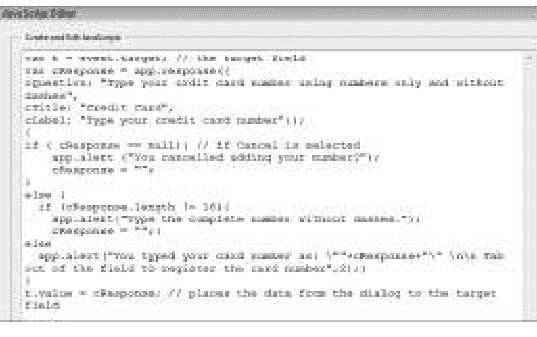 JavaScript Editor
Create and Edit JavaScripts
var t = event.target; // the target field
var cResponse = app.response({
cQuestion: "Type your crdit card number using numbers only and without
dashes",
cTitle: "Credit Card",
cLabel: "Type your credit card number"});
{
if ( cResponse == null) // if Cancel is selected
app.alert ("You cancelled adding your number?");
cResponse = "";
}
else {
if (cResponse.length != 16){
app.alert("Type the complete number without dashes.");
cResponse = "";}
else
app.alert("You typed your card number as: \""+cResponse+"\" \n\n Tab
out of the field to register the card number",2);}
}
t.value = cResponse; // places the data from the dialog to the target
field